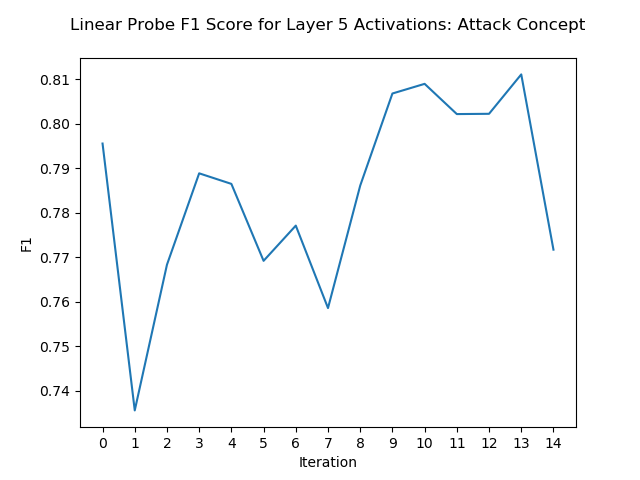 Linear Probe F1 Score for Layer 5 Activations: Attack Concept
0.81
0.80
0.79
0.78
0.77
0.76
0.75
0.74
F1
0 1 2 3 4 5 6 7 8 9 10 11 12 13 14
Iteration